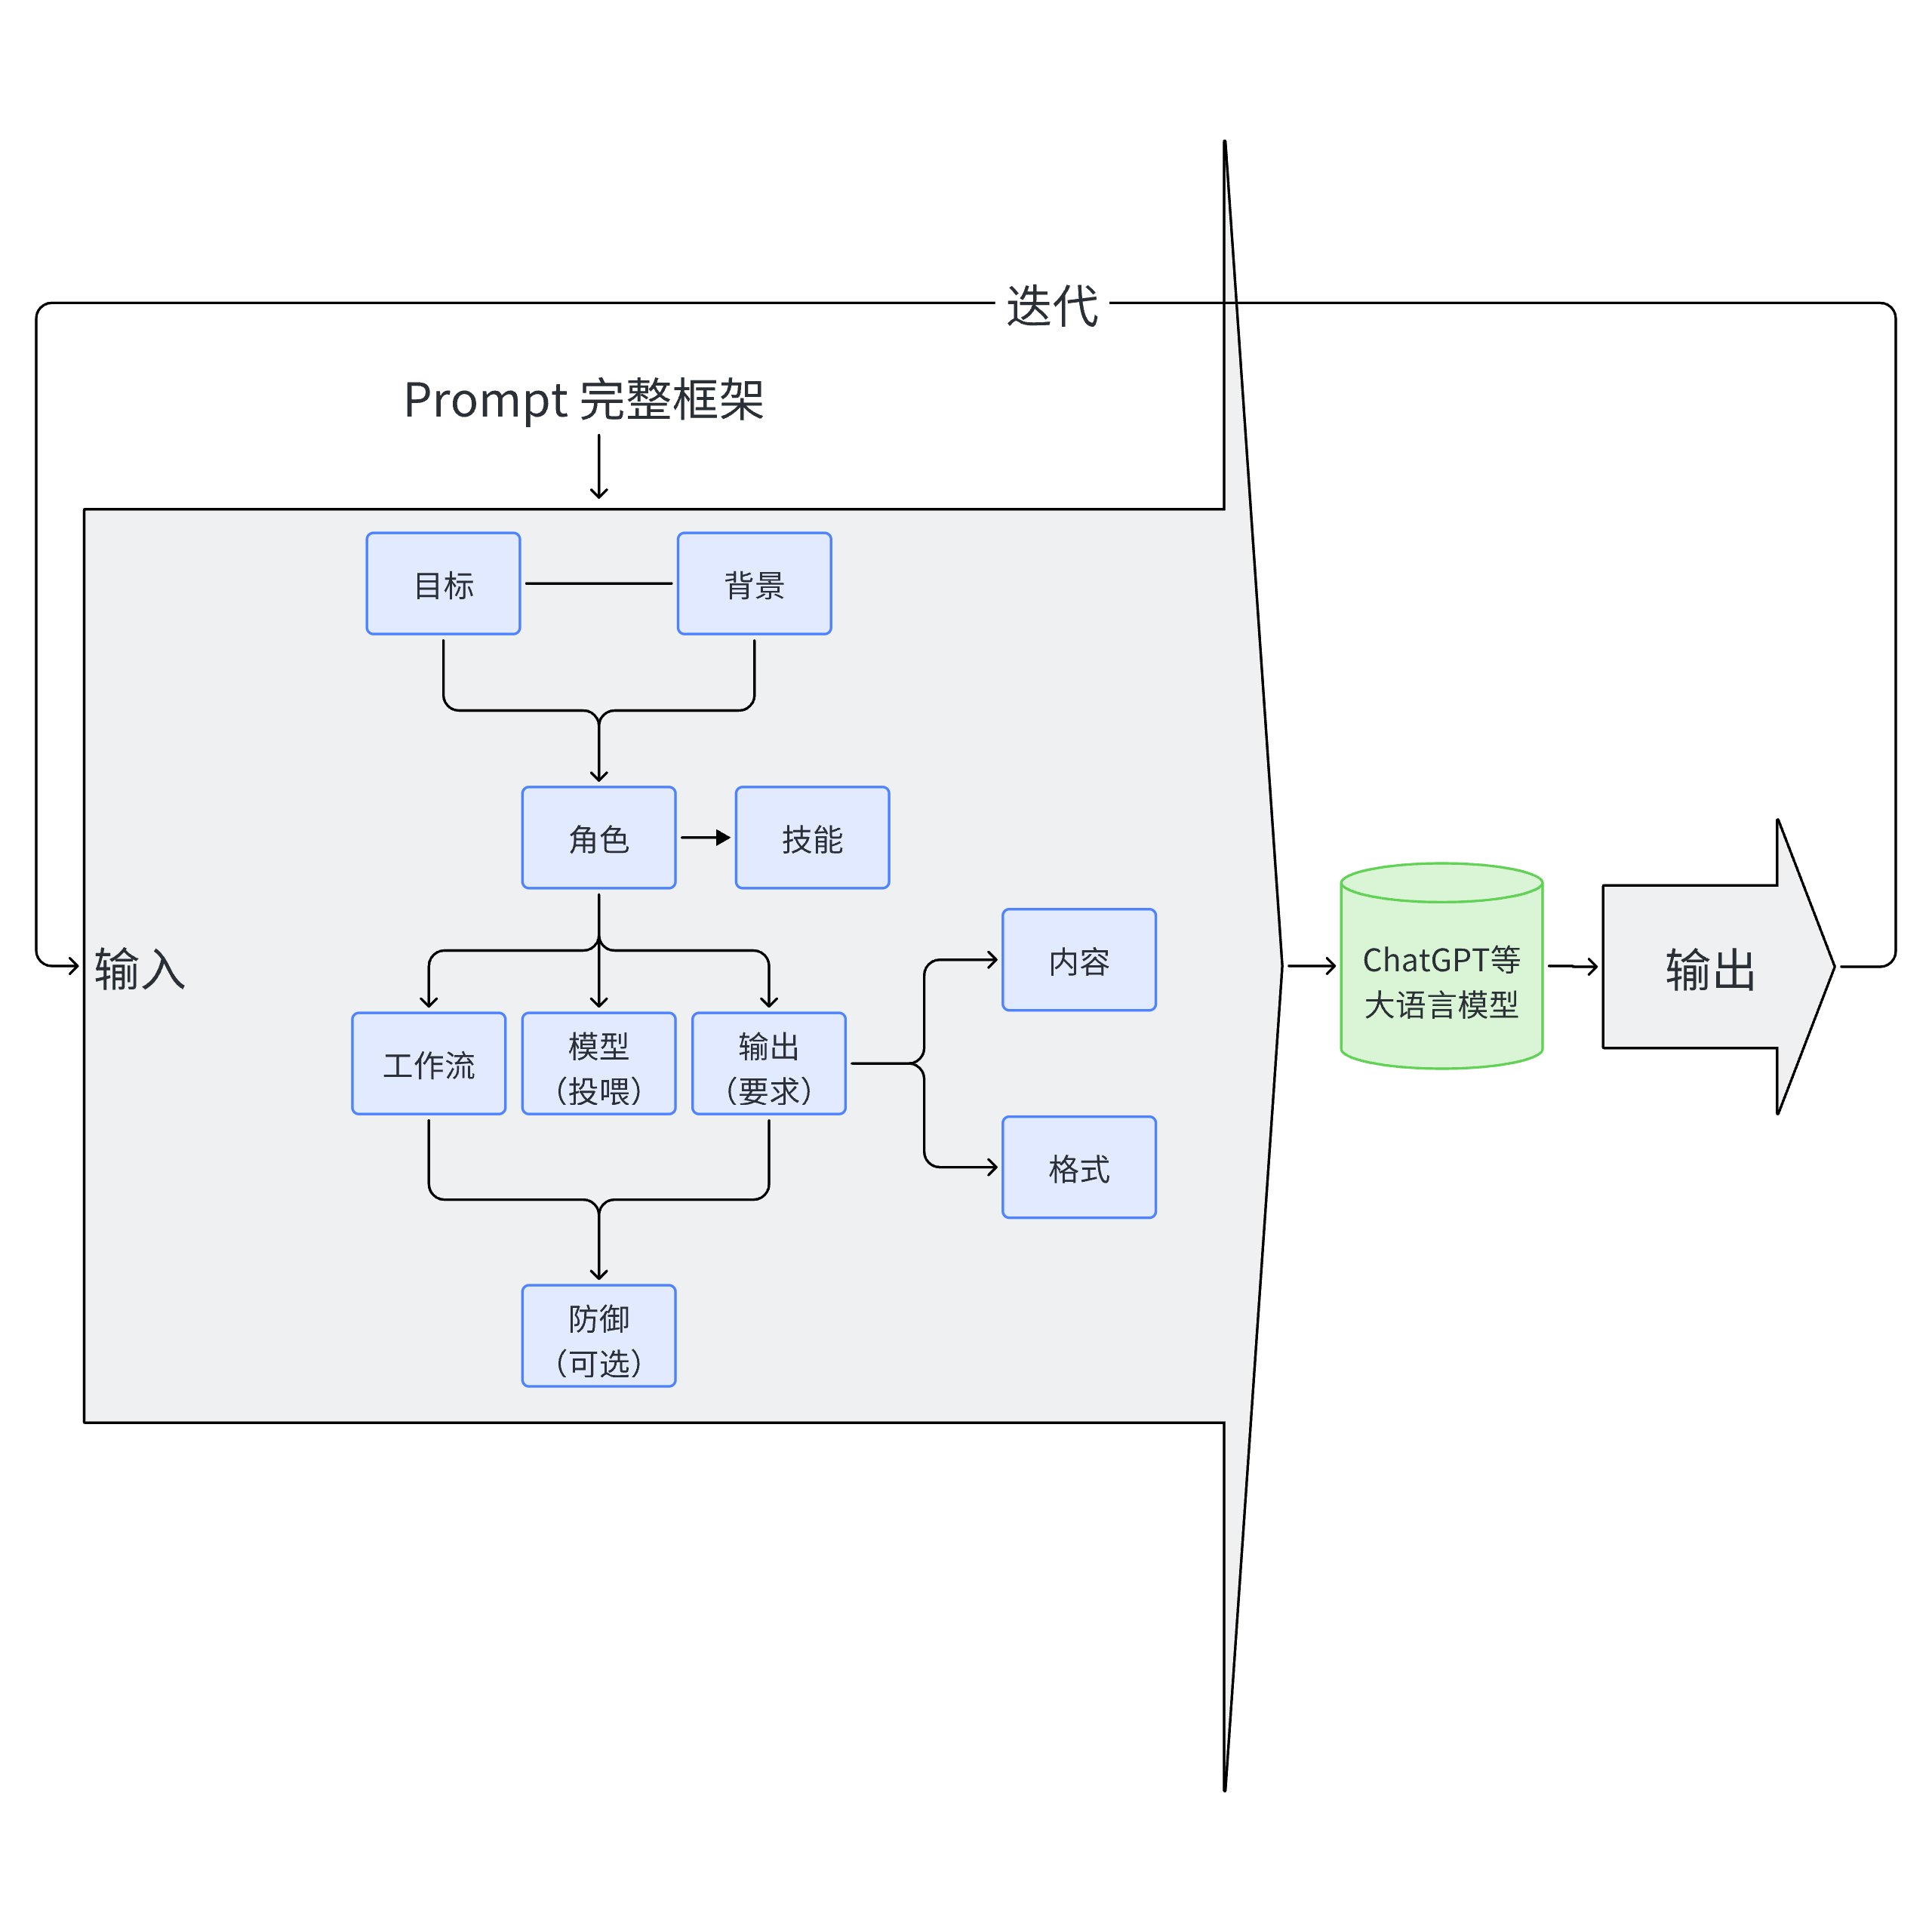 迭代
Prompt 完整框架
目标
背景
角色
技能
输入
内容
工作流
模型
（投喂）
输出
（要求）
格式
防御
（可选）
ChatGPT等
大语言模型
输出